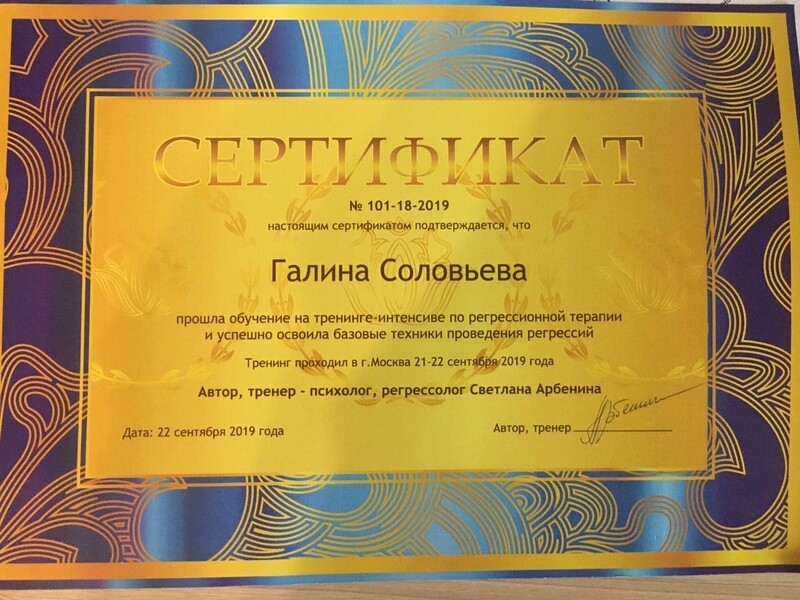 СЕРТИФИКАТ
№ 101-18-2019
настоящим сертификатом подтверждается, что
Галина Соловьева
прошла обучение на тренинге-интенсиве по регрессионной терапии
и успешно освоила базовые техники проведения регрессий
Тренинг проходил в г.Москва 21-22 сентября 2019 года
Автор, тренер - психолог, регрессолог Светлана Арбенина
Дата: 22 сентября 2019 года
Автор, тренер